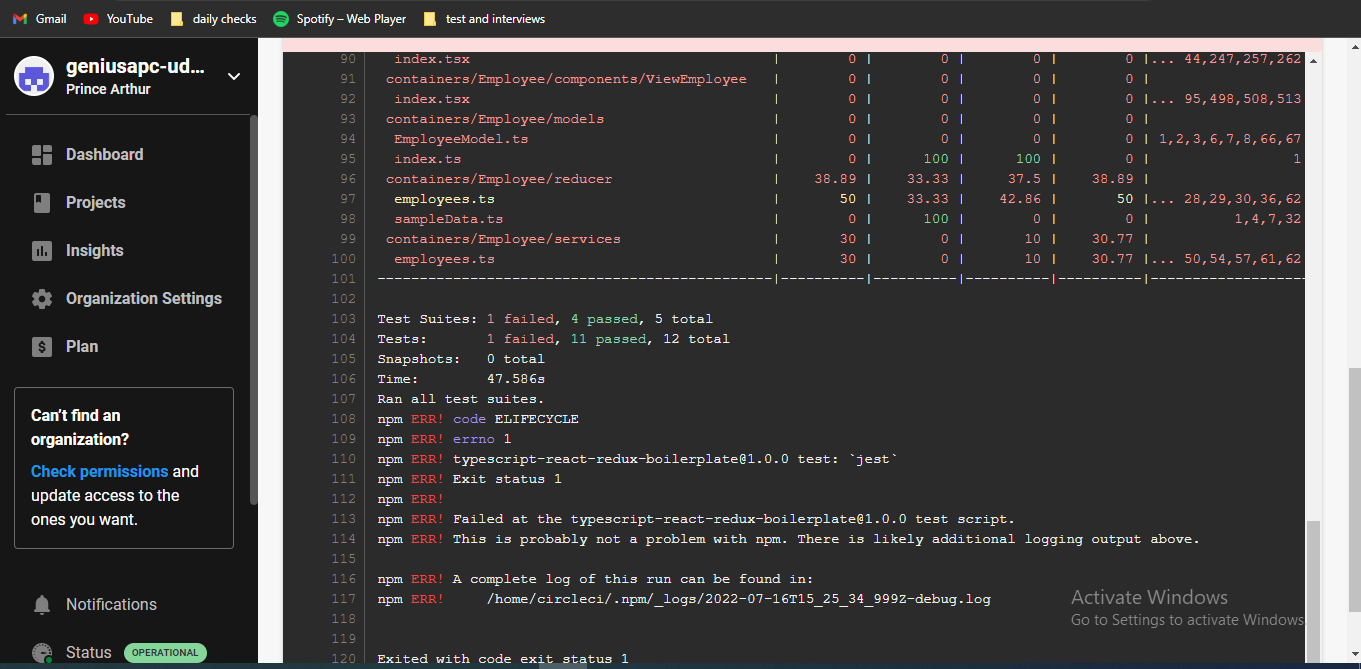 Gmail YouTube daily checks Spotify – Web Player test and interviews
geniusapc-ud...
Prince Arthur
Dashboard
Projects
Insights
Organization Settings
Plan
Can't find an
organization?
Check permissions and
update access to the
ones you want.
Notifications
Status OPERATIONAL
90 index.tsx | 0 | 0 | 0 | 0 |... 44,247,257,262
91 containers/Employee/components/ViewEmployee | 0 | 0 | 0 | 0 |
92 index.tsx | 0 | 0 | 0 | 0 |... 95,498,508,513
93 containers/Employee/models | 0 | 0 | 0 | 0 |
94 EmployeeModel.ts | 0 | 0 | 0 | 0 | 1,2,3,6,7,8,66,67
95 index.ts | 0 | 100 | 100 | 0 | 1
96 containers/Employee/reducer | 38.89 | 33.33 | 37.5 | 38.89 |
97 employees.ts | 50 | 33.33 | 42.86 | 50 |... 28,29,30,36,62
98 sampleData.ts | 0 | 100 | 0 | 0 | 1,4,7,32
99 containers/Employee/services | 30 | 0 | 10 | 30.77 |
100 employees.ts | 30 | 0 | 10 | 30.77 |... 50,54,57,61,62
101 -----------------------------------------------|----------|----------|----------|----------|-------------------
102
103 Test Suites: 1 failed, 4 passed, 5 total
104 Tests: 1 failed, 11 passed, 12 total
105 Snapshots: 0 total
106 Time: 47.586s
107 Ran all test suites.
108 npm ERR! code ELIFECYCLE
109 npm ERR! errno 1
110 npm ERR! typescript-react-redux-boilerplate@1.0.0 test: `jest`
111 npm ERR! Exit status 1
112 npm ERR!
113 npm ERR! Failed at the typescript-react-redux-boilerplate@1.0.0 test script.
114 npm ERR! This is probably not a problem with npm. There is likely additional logging output above.
115
116 npm ERR! A complete log of this run can be found in:
117 npm ERR! /home/circleci/.npm/_logs/2022-07-16T15_25_34_999Z-debug.log
118
119
120 Exited with code exit status 1
Activate Windows
Go to Settings to activate Windows